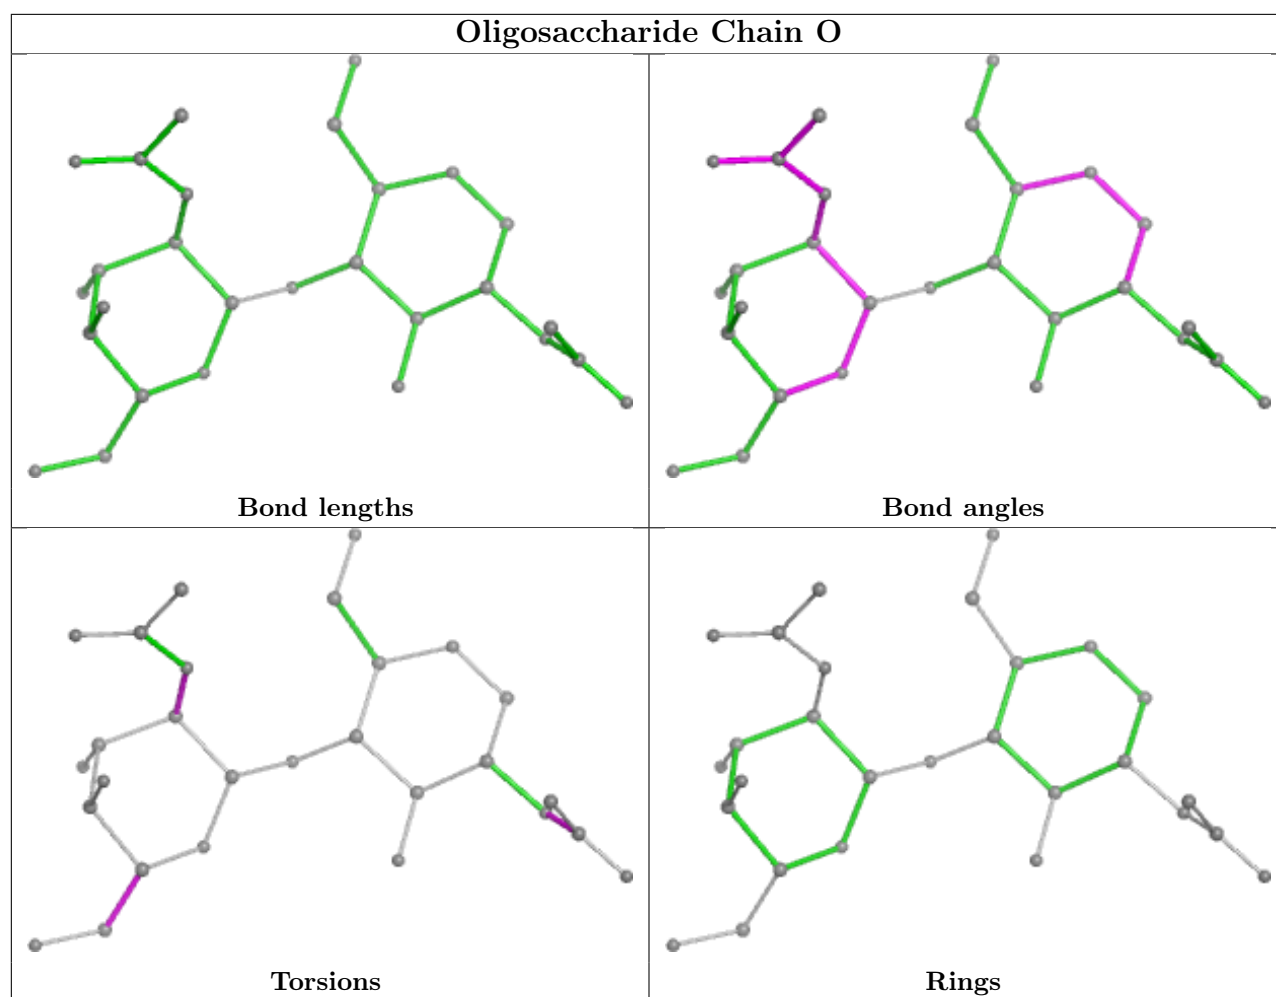 Oligosaccharide Chain O
Bond lengths
Bond angles
Torsions
Rings